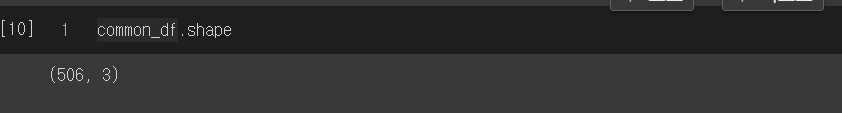 [10] 1 common_df.shape
(506, 3)